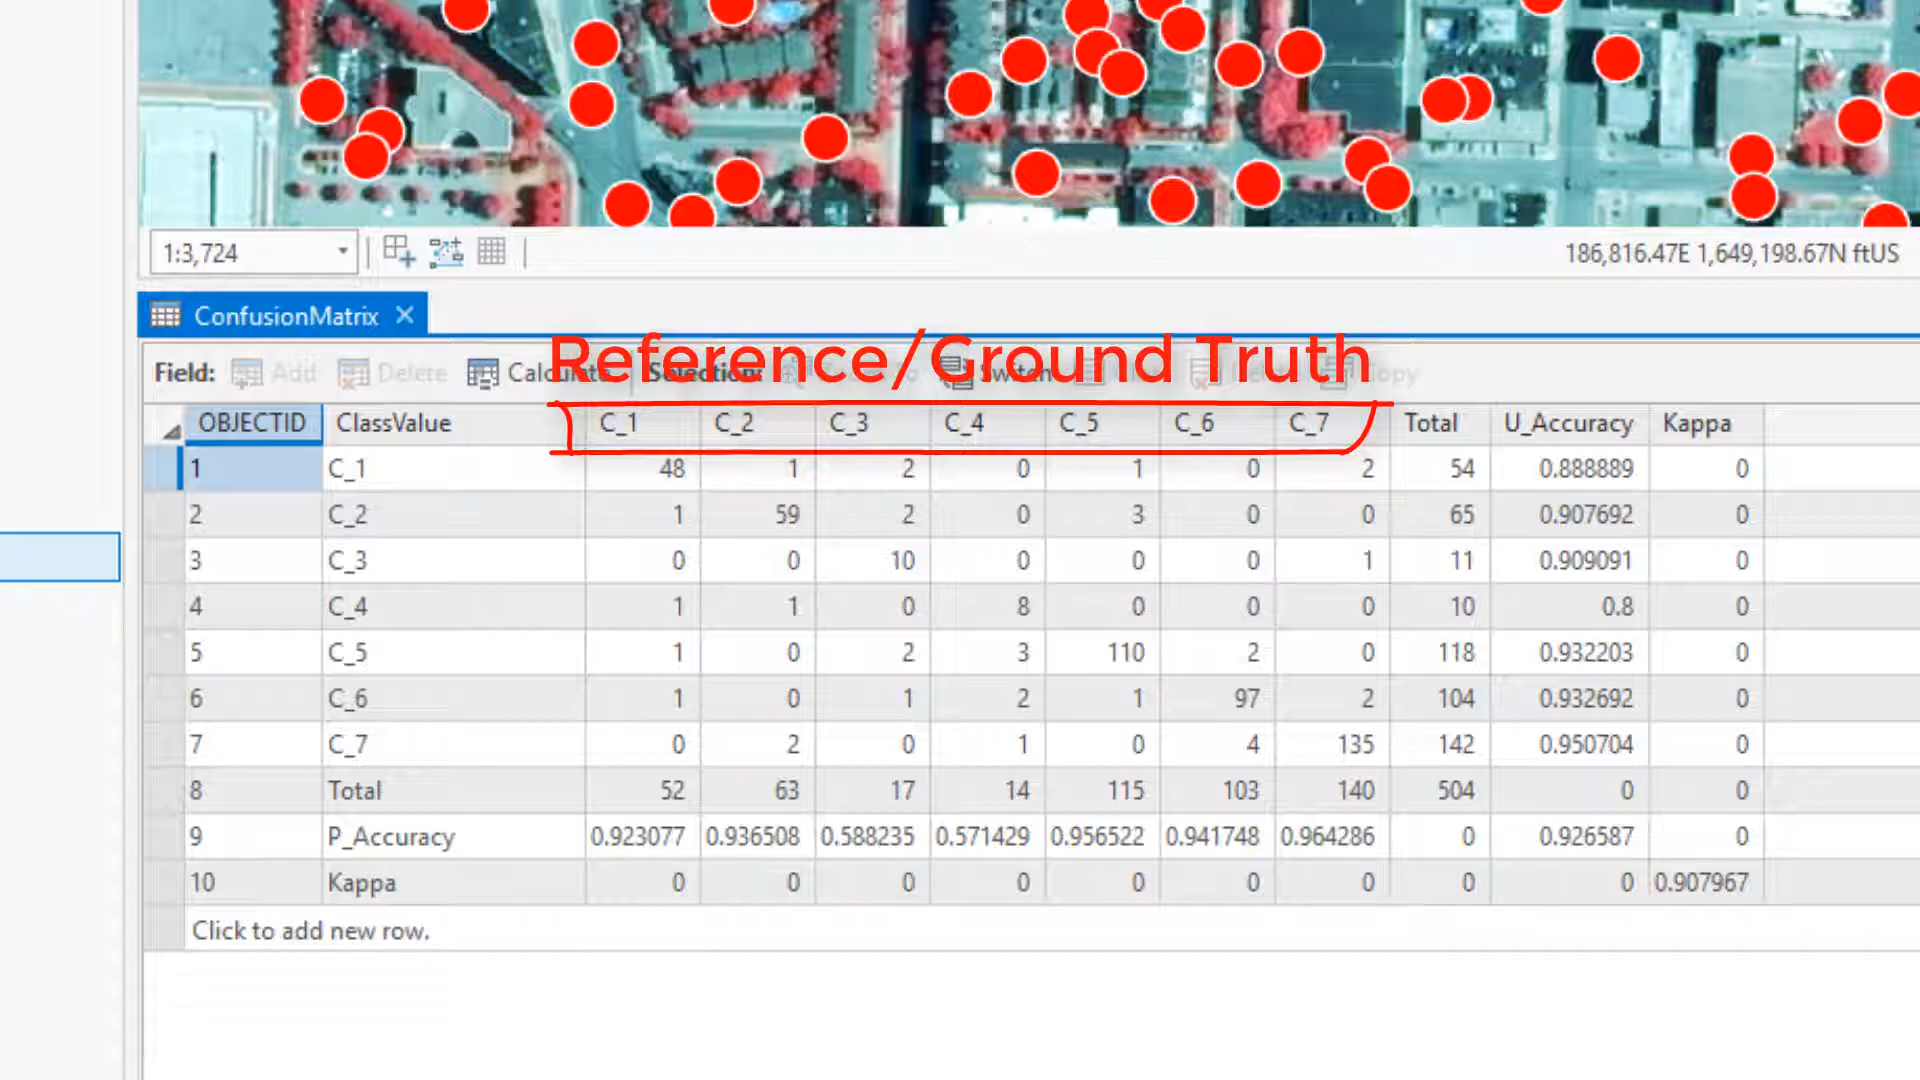 1:3,724
186,816.47E 1,649,198.67N ftUS
ConfusionMatrix
Reference/Ground Truth
Field: Add Delete Calculate Selection: Switch Copy
OBJECTID ClassValue C_1 C_2 C_3 C_4 C_5 C_6 C_7 Total U_Accuracy Kappa
1 C_1 48 1 2 0 1 0 2 54 0.888889 0
2 C_2 1 59 2 0 3 0 0 65 0.907692 0
3 C_3 0 0 10 0 0 0 1 11 0.909091 0
4 C_4 1 1 0 8 0 0 0 10 0.8 0
5 C_5 1 0 2 3 110 2 0 118 0.932203 0
6 C_6 1 0 1 2 1 97 2 104 0.932692 0
7 C_7 0 2 0 1 0 4 135 142 0.950704 0
8 Total 52 63 17 14 115 103 140 504 0 0
9 P_Accuracy 0.923077 0.936508 0.588235 0.571429 0.956522 0.941748 0.964286 0 0.926587 0
10 Kappa 0 0 0 0 0 0 0 0 0 0.907967
Click to add new row.